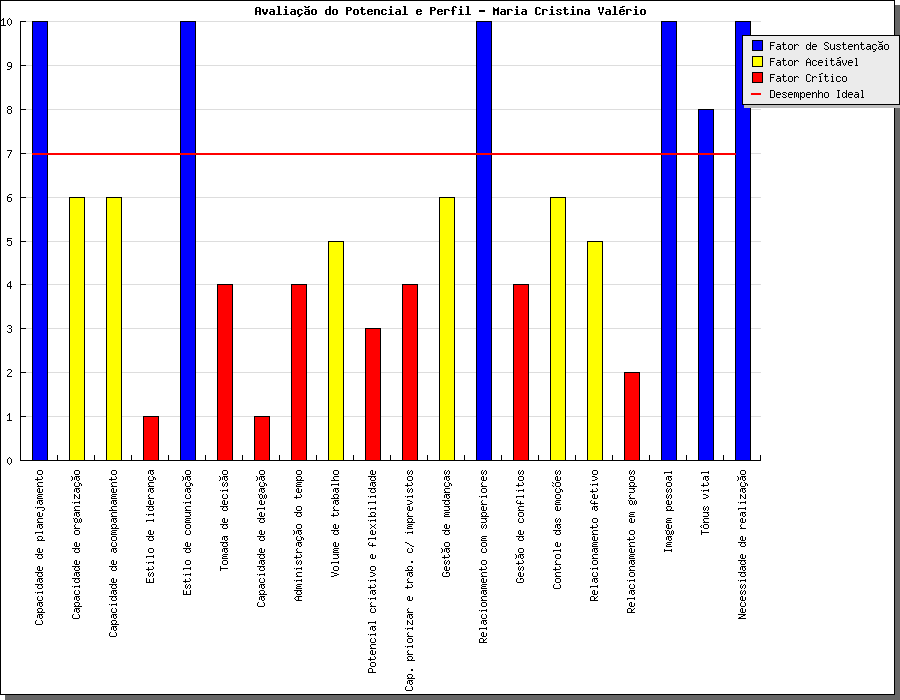 Avaliação do Potencial e Perfil - Maria Cristina Valério
10
9
8
7
6
5
4
3
2
1
0
Fator de Sustentação
Fator Aceitável
Fator Crítico
Desempenho Ideal
Capacidade de planejamento
Capacidade de organização
Capacidade de acompanhamento
Estilo de liderança
Estilo de comunicação
Tomada de decisão
Capacidade de delegação
Administração do tempo
Volume de trabalho
Potencial criativo e flexibilidade
Cap. priorizar e trab. c/ imprevistos
Gestão de mudanças
Relacionamento com superiores
Gestão de conflitos
Controle das emoções
Relacionamento afetivo
Relacionamento em grupos
Imagem pessoal
Tônus vital
Necessidade de realização